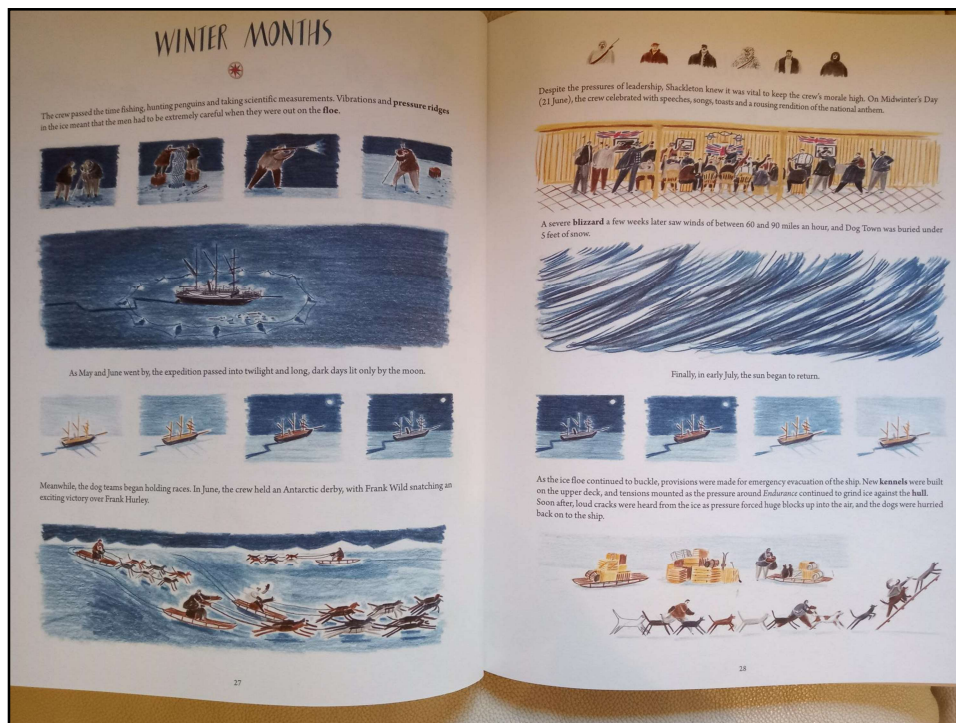 WINTER MONTHS
The crew passed the time fishing, hunting penguins and taking scientific measurements. Vibrations and pressure ridges
in the ice meant that the men had to be extremely careful when they were out on the floe.
As May and June went by, the expedition passed into twilight and long, dark days lit only by the moon.
Meanwhile, the dog teams began holding races. In June, the crew held an Antarctic derby, with Frank Wild snatching an
exciting victory over Frank Hurley.
27
Despite the pressures of leadership, Shackleton knew it was vital to keep the crew's morale high. On Midwinter's Day
(21 June), the crew celebrated with speeches, songs, toasts and a rousing rendition of the national anthem.
A severe blizzard a few weeks later saw winds of between 60 and 90 miles an hour, and Dog Town was buried under
5 feet of snow.
Finally, in early July, the sun began to return.
As the ice floe continued to buckle, provisions were made for emergency evacuation of the ship. New kennels were built
on the upper deck, and tensions mounted as the pressure around Endurance continued to grind ice against the hull.
Soon after, loud cracks were heard from the ice as pressure forced huge blocks up into the air, and the dogs were hurried
back on to the ship.
28